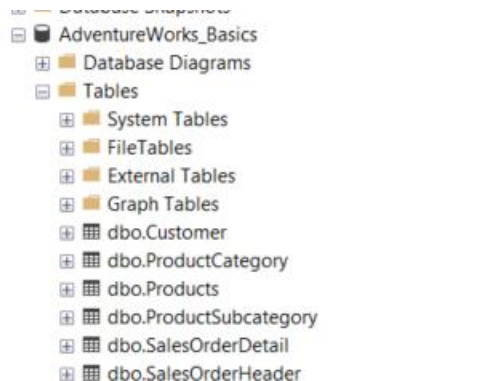 AdventureWorks_Basics
Database Diagrams
Tables
System Tables
FileTables
External Tables
Graph Tables
dbo.Customer
dbo.ProductCategory
dbo.Products
dbo.ProductSubcategory
dbo.SalesOrderDetail
dbo.SalesOrderHeader